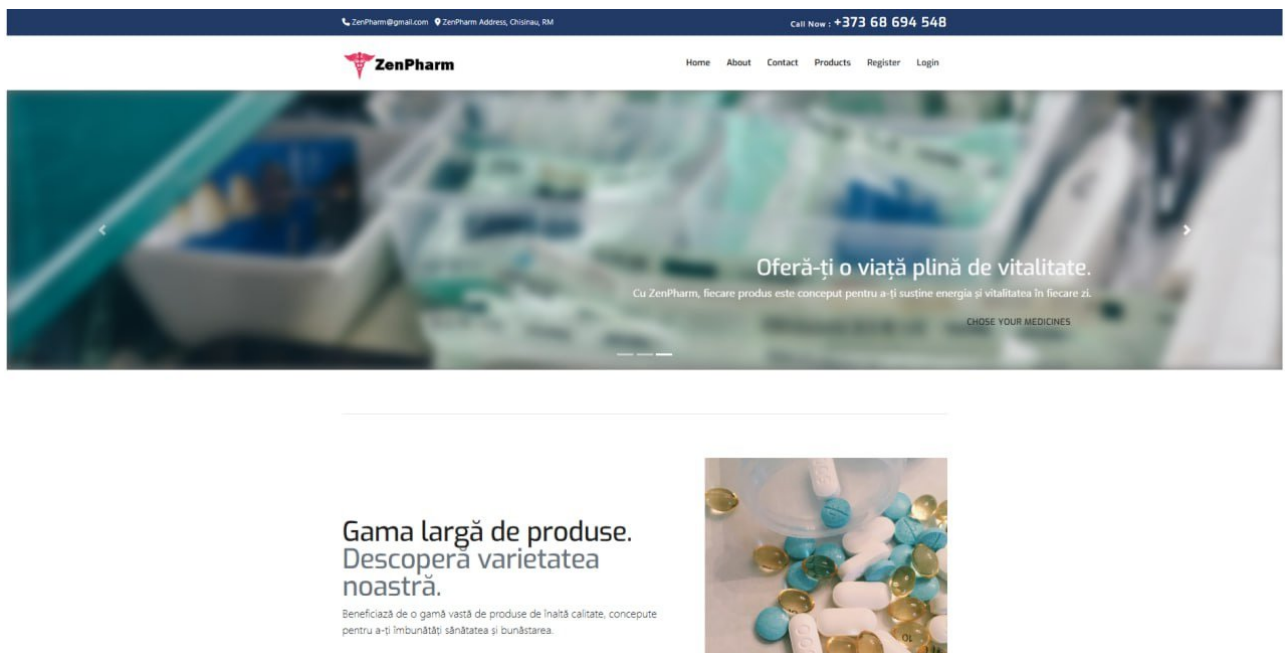 ZenPharm@gmail.com ZenPharm Address, Chisinau, RM
Call Now : +373 68 694 548
ZenPharm
Home About Contact Products Register Login
Oferă-ți o viață plină de vitalitate.
Cu ZenPharm, fiecare produs este conceput pentru a-ți susține energia și vitalitatea în fiecare zi.
CHOSE YOUR MEDICINES
Gama largă de produse.
Descoperă varietatea
noastră.
Beneficiază de o gamă vastă de produse de înaltă calitate, concepute
pentru a-ți îmbunătăți sănătatea și bunăstarea.